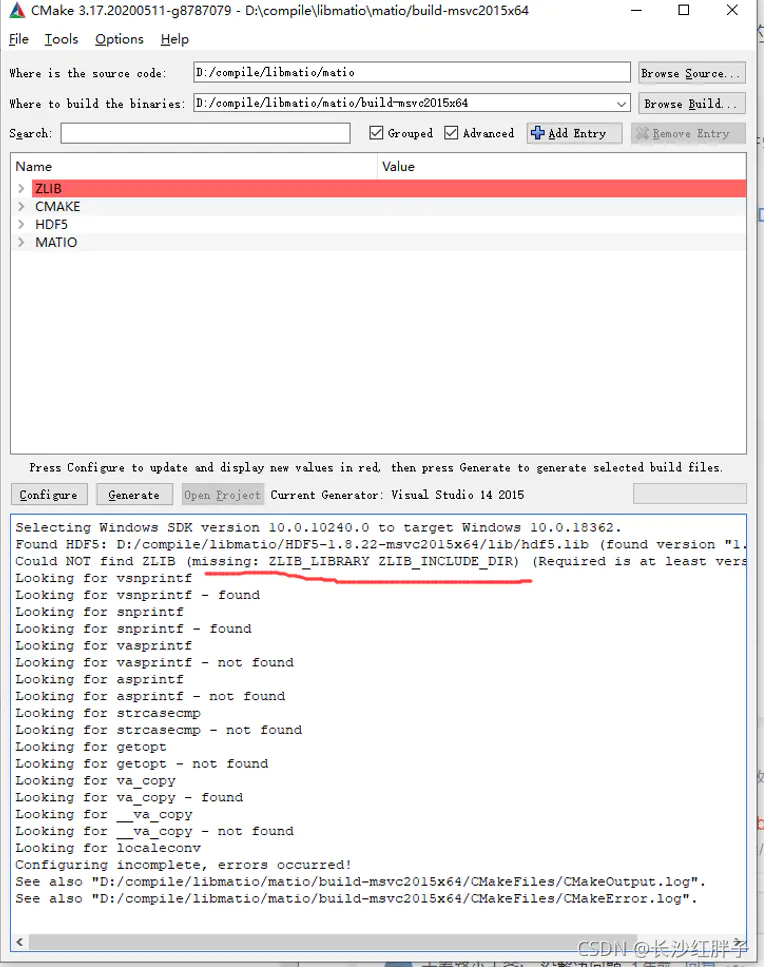 CMake 3.17.20200511-g8787079 - D:\compile\libmatio\matio\build-msvc2015x64
File Tools Options Help
Where is the source code: D:/compile/libmatio/matio Browse Source...
Where to build the binaries: D:/compile/libmatio/matio/build-msvc2015x64 Browse Build...
Search: Grouped Advanced Add Entry Remove Entry
Name Value
ZLIB
CMAKE
HDF5
MATIO
Press Configure to update and display new values in red, then press Generate to generate selected build files.
Configure Generate Open Project Current Generator: Visual Studio 14 2015
Selecting Windows SDK version 10.0.10240.0 to target Windows 10.0.18362.
Found HDF5: D:/compile/libmatio/HDF5-1.8.22-msvc2015x64/lib/hdf5.lib (found version "1.
Could NOT find ZLIB (missing: ZLIB_LIBRARY ZLIB_INCLUDE_DIR) (Required is at least vers
Looking for vsnprintf
Looking for vsnprintf - found
Looking for snprintf
Looking for snprintf - found
Looking for vasprintf
Looking for vasprintf - not found
Looking for asprintf
Looking for asprintf - not found
Looking for strcasecmp
Looking for strcasecmp - not found
Looking for getopt
Looking for getopt - not found
Looking for va_copy
Looking for va_copy - found
Looking for __va_copy
Looking for __va_copy - not found
Looking for localeconv
Configuring incomplete, errors occurred!
See also "D:/compile/libmatio/matio/build-msvc2015x64/CMakeFiles/CMakeOutput.log".
See also "D:/compile/libmatio/matio/build-msvc2015x64/CMakeFiles/CMakeError.log".
CSDN @长沙红胖子